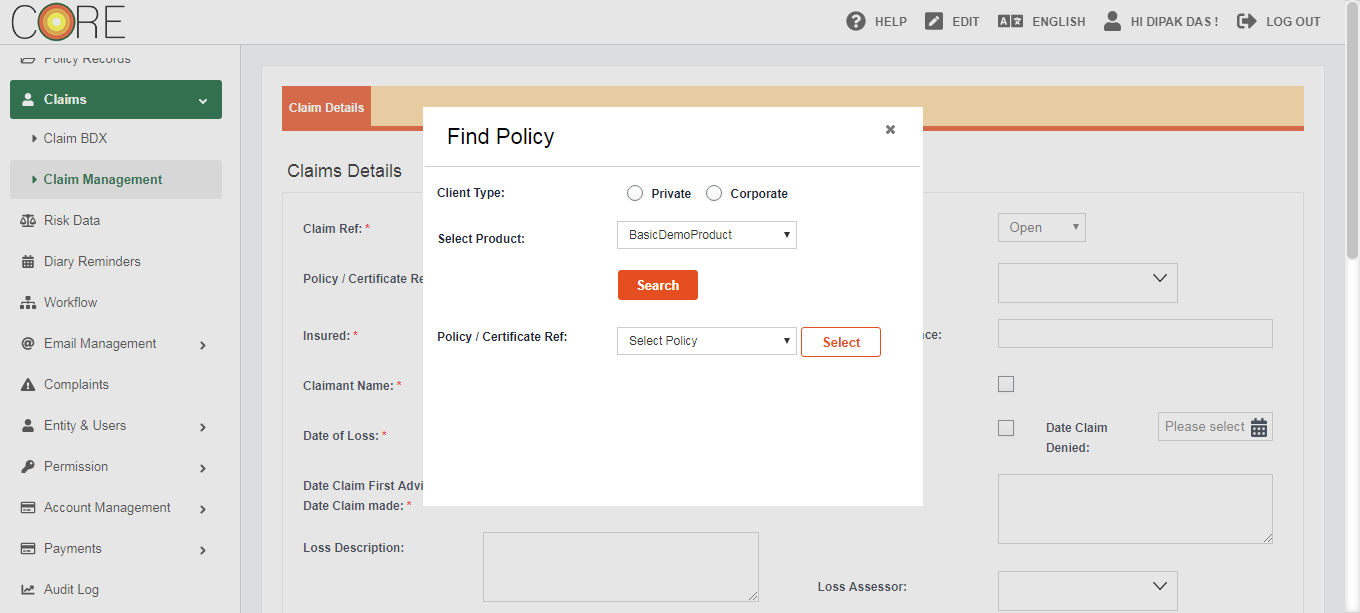 CORE
HELP
EDIT
ENGLISH
HI DIPAK DAS !
LOG OUT
Policy Records
Claims
Claim BDX
Claim Management
Risk Data
Diary Reminders
Workflow
Email Management
Complaints
Entity & Users
Permission
Account Management
Payments
Audit Log
Claim Details
Claims Details
Claim Ref: *
Open
Policy / Certificate Re
Insured: *
ce:
Claimant Name: *
Date of Loss: *
Date Claim
Denied:
Please select
Date Claim First Advi
Date Claim made: *
Loss Description:
Loss Assessor:
Find Policy
Client Type:
Private
Corporate
Select Product:
BasicDemoProduct
Search
Policy / Certificate Ref:
Select Policy
Select